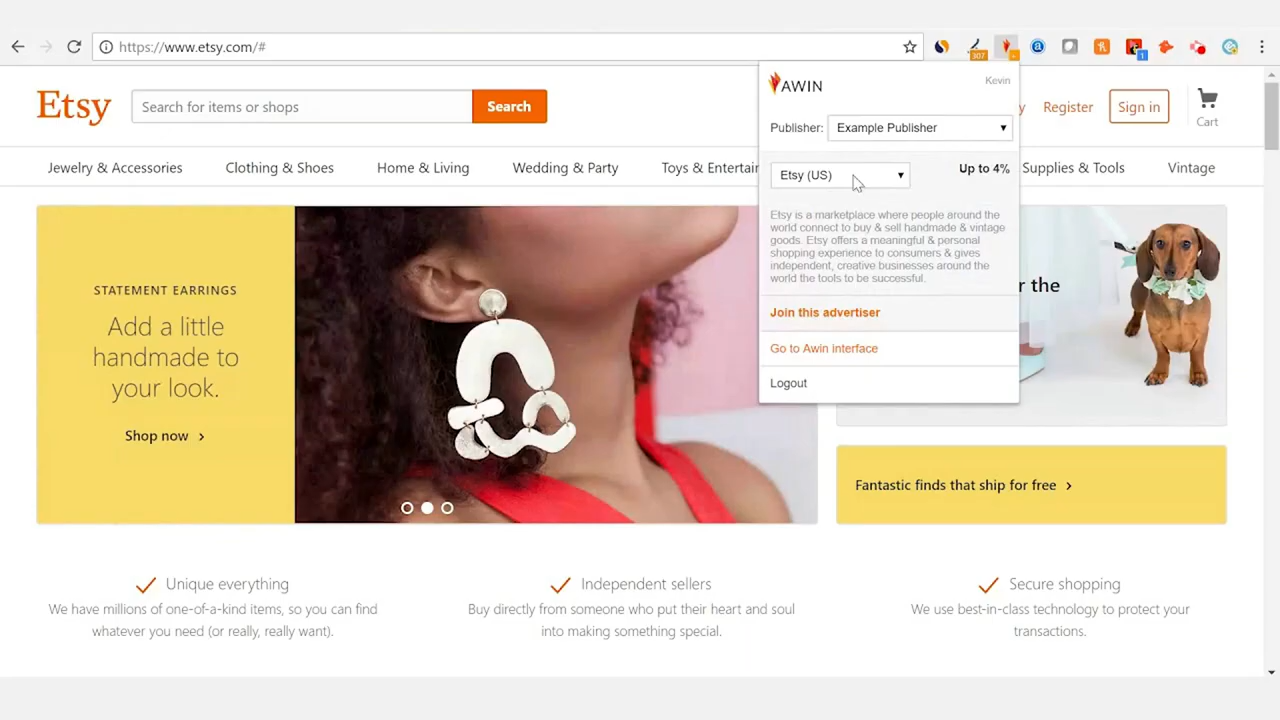 https://www.etsy.com/#
307
1
AWIN
Kevin
Etsy
Search for items or shops
Search
Register
Sign in
Cart
Publisher:
Example Publisher
Jewelry & Accessories
Clothing & Shoes
Home & Living
Wedding & Party
Toys & Entertain
Supplies & Tools
Vintage
Etsy (US)
Up to 4%
Etsy is a marketplace where people around the
world connect to buy & sell handmade & vintage
goods. Etsy offers a meaningful & personal
shopping experience to consumers & gives
independent, creative businesses around the
world the tools to be successful.
Join this advertiser
Go to Awin interface
Logout
STATEMENT EARRINGS
Add a little
handmade to
your look.
Shop now
r the
Fantastic finds that ship for free
Unique everything
We have millions of one-of-a-kind items, so you can find
whatever you need (or really, really want).
Independent sellers
Buy directly from someone who put their heart and soul
into making something special.
Secure shopping
We use best-in-class technology to protect your
transactions.